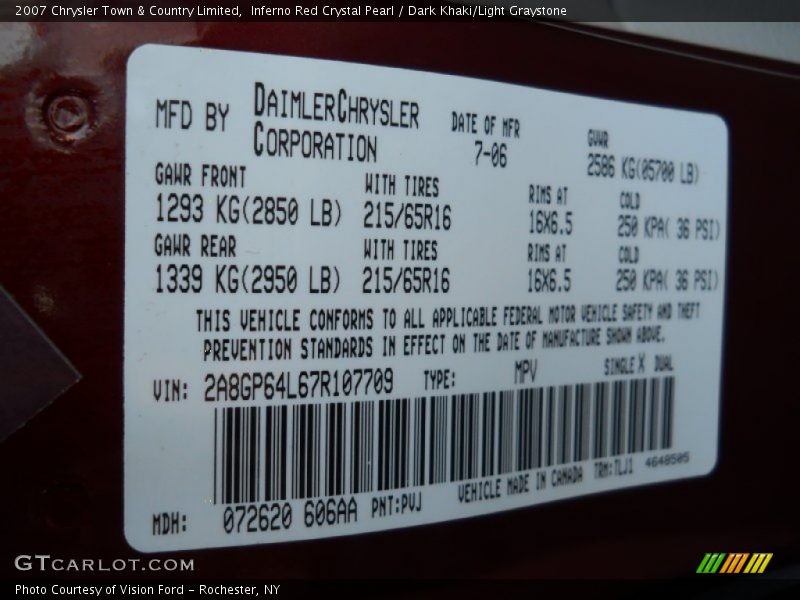 2007 Chrysler Town & Country Limited, Inferno Red Crystal Pearl / Dark Khaki/Light Graystone
MFD BY DAIMLERCHRYSLER CORPORATION DATE OF MFR 7-06 GVWR 2586 KG(05700 LB)
GAWR FRONT WITH TIRES RIMS AT COLD
1293 KG(2850 LB) 215/65R16 16X6.5 250 KPA( 36 PSI)
GAWR REAR WITH TIRES RIMS AT COLD
1339 KG(2950 LB) 215/65R16 16X6.5 250 KPA( 36 PSI)
THIS VEHICLE CONFORMS TO ALL APPLICABLE FEDERAL MOTOR VEHICLE SAFETY AND THEFT
PREVENTION STANDARDS IN EFFECT ON THE DATE OF MANUFACTURE SHOWN ABOVE.
VIN: 2A8GP64L67R107709 TYPE: MPV SINGLE X DUAL
MDH: 072620 606AA PNT:PVJ VEHICLE MADE IN CANADA TRM:TLJ1 4648505
GTCARLOT.COM
Photo Courtesy of Vision Ford - Rochester, NY